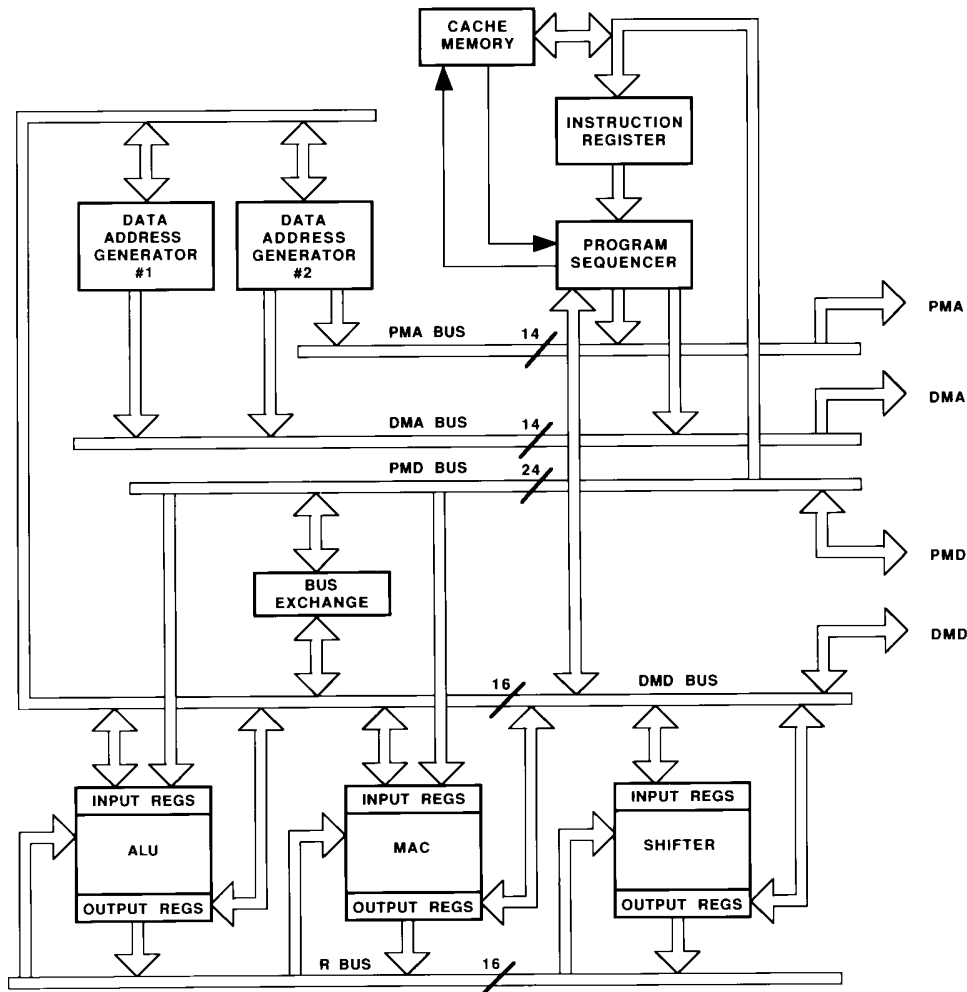 CACHE
MEMORY
INSTRUCTION
REGISTER
DATA
ADDRESS
GENERATOR
#1
DATA
ADDRESS
GENERATOR
#2
PROGRAM
SEQUENCER
PMA BUS
14
PMA
DMA BUS
14
DMA
PMD BUS
24
PMD
BUS
EXCHANGE
DMD
16
DMD BUS
INPUT REGS
ALU
OUTPUT REGS
INPUT REGS
MAC
OUTPUT REGS
INPUT REGS
SHIFTER
OUTPUT REGS
R BUS
16